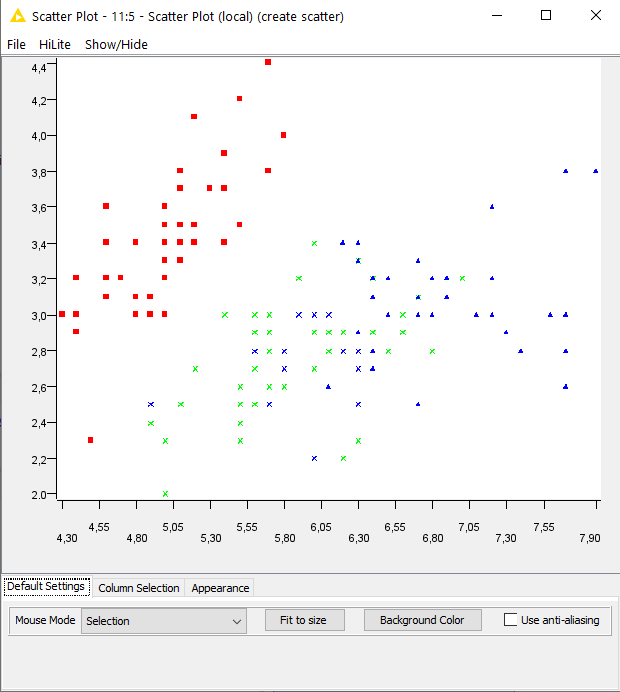 Scatter Plot - 11:5 - Scatter Plot (local) (create scatter)
File HiLite Show/Hide
4,4
4,2
4,0
3,8
3,6
3,4
3,2
3,0
2,8
2,6
2,4
2,2
2,0
4,55 5,05 5,55 6,05 6,55 7,05 7,55
4,30 4,80 5,30 5,80 6,30 6,80 7,30 7,90
Default Settings Column Selection Appearance
Mouse Mode Selection Fit to size Background Color Use anti-aliasing